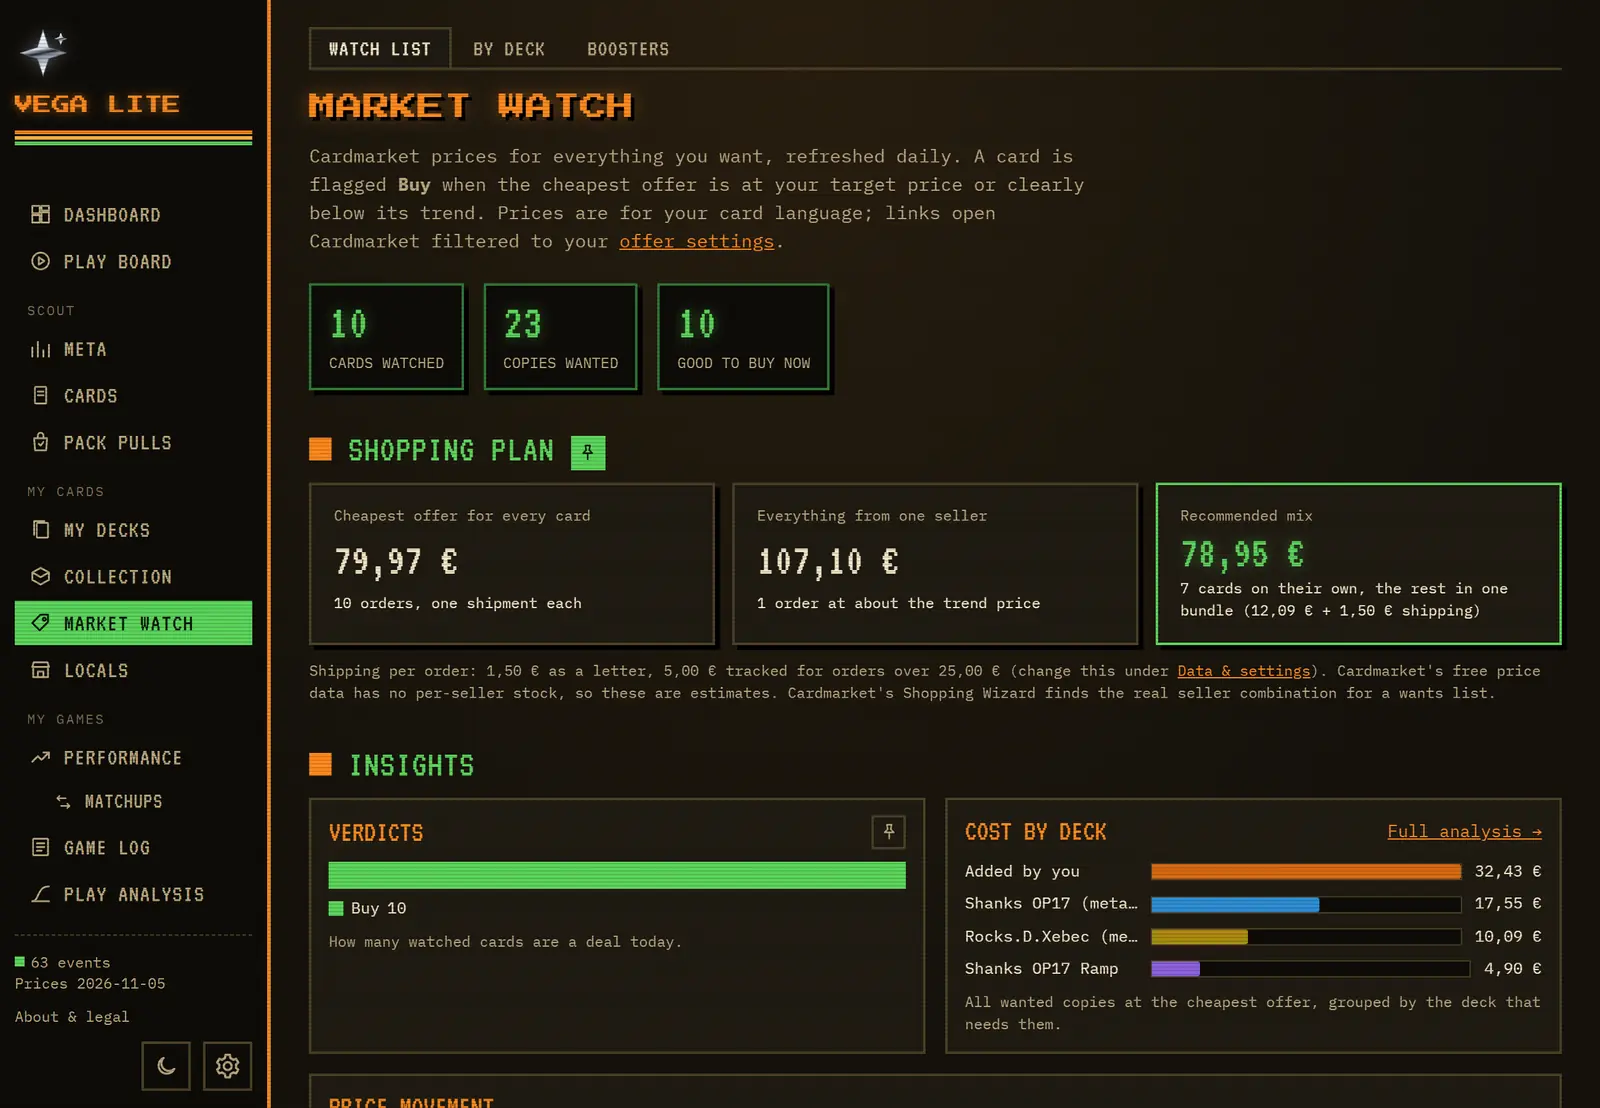 VEGA LITE
DASHBOARD
PLAY BOARD
SCOUT
META
CARDS
PACK PULLS
MY CARDS
MY DECKS
COLLECTION
MARKET WATCH
LOCALS
MY GAMES
PERFORMANCE
MATCHUPS
GAME LOG
PLAY ANALYSIS
63 events
Prices 2026-11-05
About & legal
WATCH LIST
BY DECK
BOOSTERS
MARKET WATCH
Cardmarket prices for everything you want, refreshed daily. A card is
flagged Buy when the cheapest offer is at your target price or clearly
below its trend. Prices are for your card language; links open
Cardmarket filtered to your offer settings.
10
CARDS WATCHED
23
COPIES WANTED
10
GOOD TO BUY NOW
SHOPPING PLAN
Cheapest offer for every card
79,97 €
10 orders, one shipment each
Everything from one seller
107,10 €
1 order at about the trend price
Recommended mix
78,95 €
7 cards on their own, the rest in one
bundle (12,09 € + 1,50 € shipping)
Shipping per order: 1,50 € as a letter, 5,00 € tracked for orders over 25,00 € (change this under Data & settings). Cardmarket's free price
data has no per-seller stock, so these are estimates. Cardmarket's Shopping Wizard finds the real seller combination for a wants list.
INSIGHTS
VERDICTS
Buy 10
How many watched cards are a deal today.
COST BY DECK
Full analysis →
Added by you
32,43 €
Shanks OP17 (meta…
17,55 €
Rocks.D.Xebec (me…
10,09 €
Shanks OP17 Ramp
4,90 €
All wanted copies at the cheapest offer, grouped by the deck that
needs them.
PRICE MOVEMENT